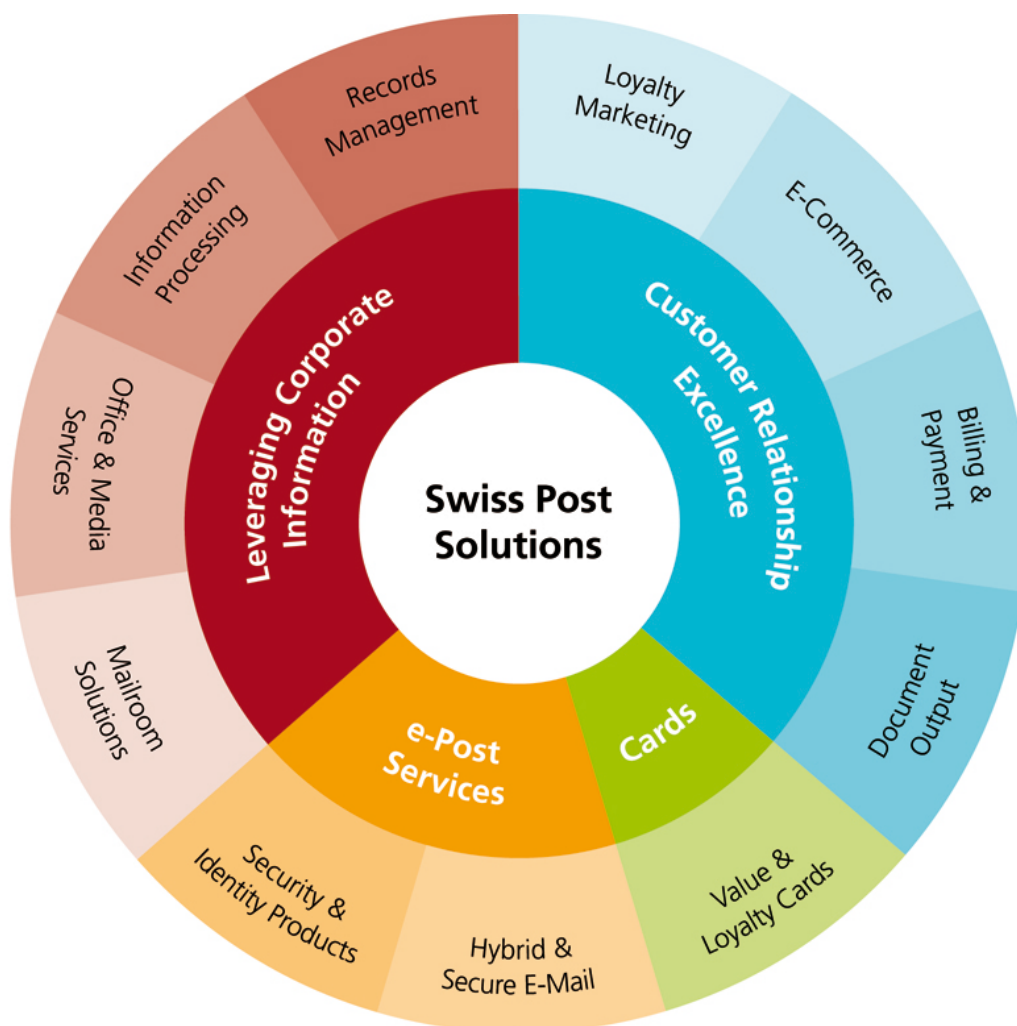 Swiss Post
Solutions
Customer Relationship
Excellence
Loyalty
Marketing
E-Commerce
Billing &
Payment
Document
Output
Cards
Value &
Loyalty Cards
e-Post
Services
Hybrid &
Secure E-Mail
Security &
Identity Products
Leveraging Corporate
Information
Mailroom
Solutions
Office & Media
Services
Information
Processing
Records
Management